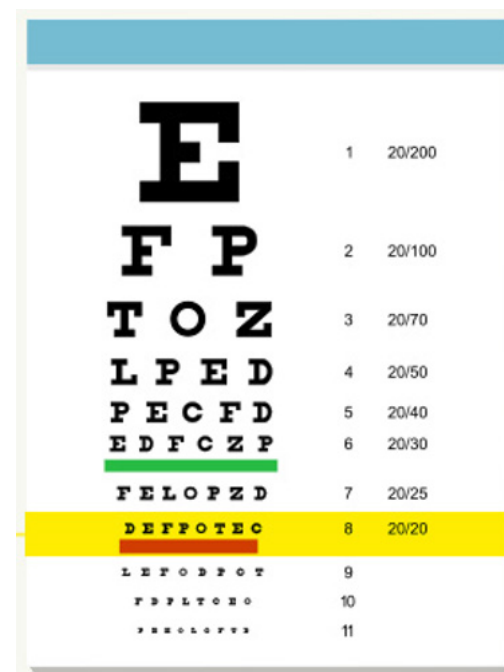 E 1 20/200
F P 2 20/100
T O Z 3 20/70
L P E D 4 20/50
P E C F D 5 20/40
E D F C Z P 6 20/30
F E L O P Z D 7 20/25
D E F P O T E C 8 20/20
L E F O D P C T 9
F D P L T C E O 10
11